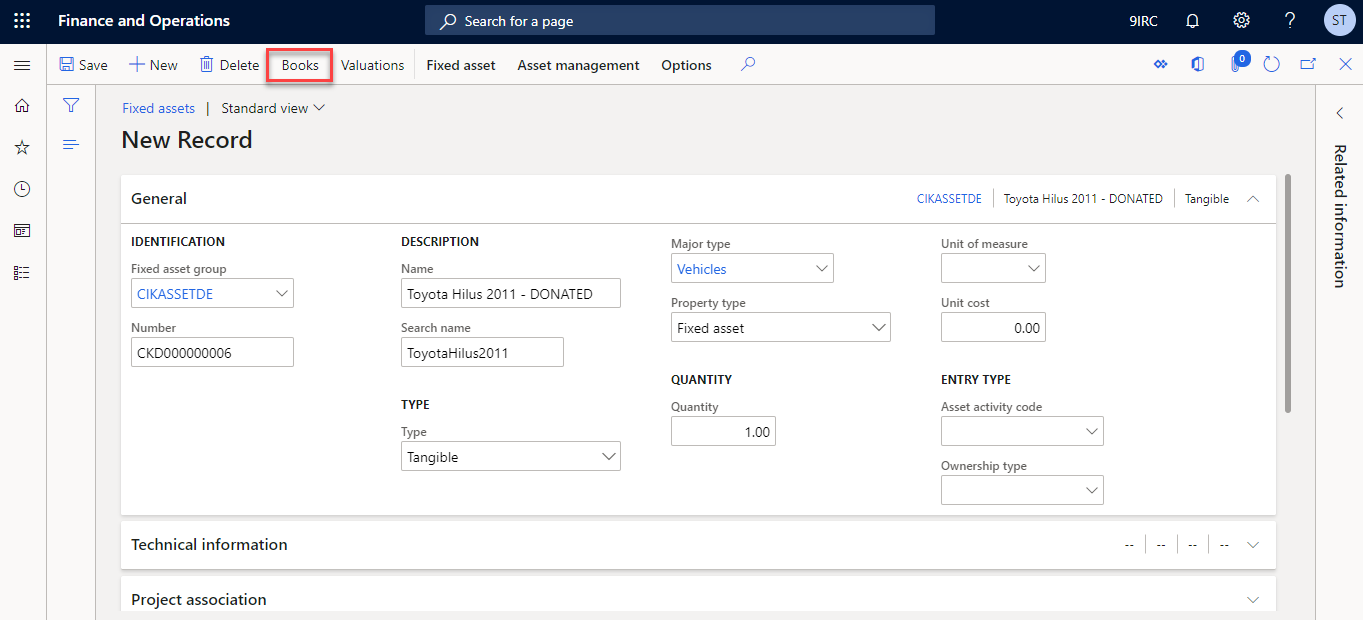 Finance and Operations
Search for a page
9IRC
ST
Save
New
Delete
Books
Valuations
Fixed asset
Asset management
Options
0
Fixed assets | Standard view
New Record
Related information
General
CIKASSETDE
Toyota Hilus 2011 - DONATED
Tangible
IDENTIFICATION
Fixed asset group
CIKASSETDE
Number
CKD000000006
DESCRIPTION
Name
Toyota Hilus 2011 - DONATED
Search name
ToyotaHilus2011
TYPE
Type
Tangible
Major type
Vehicles
Property type
Fixed asset
QUANTITY
Quantity
1.00
Unit of measure
Unit cost
0.00
ENTRY TYPE
Asset activity code
Ownership type
Technical information
-- -- -- --
Project association